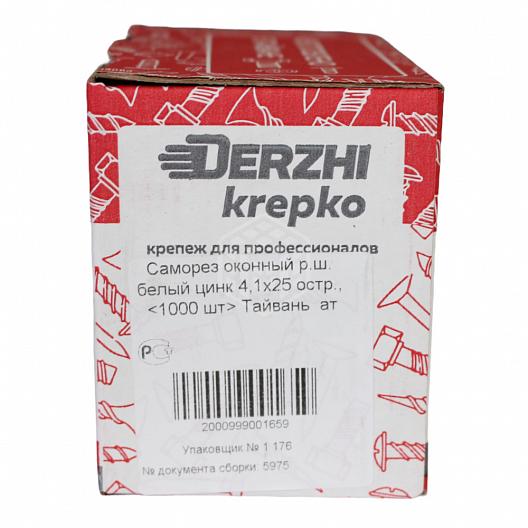 DERZHI
krepko
крепеж для профессионалов
Саморез оконный р.ш.
белый цинк 4,1х25 остр.,
<1000 шт> Тайвань ат
2000999001659
Упаковщик № 1 176
№ документа сборки: 5975